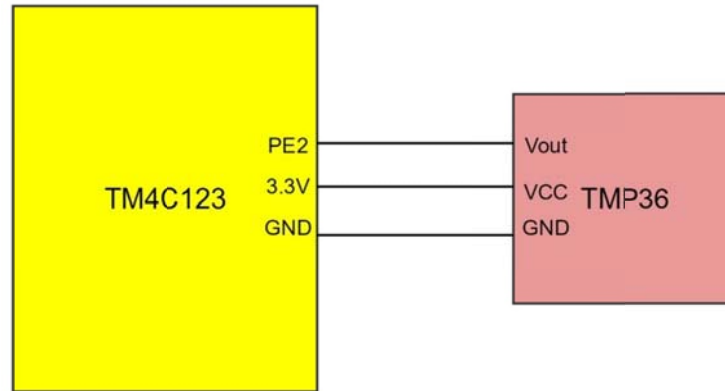 PE2
3.3V
GND
TM4C123
Vout
VCC
GND
TMP36